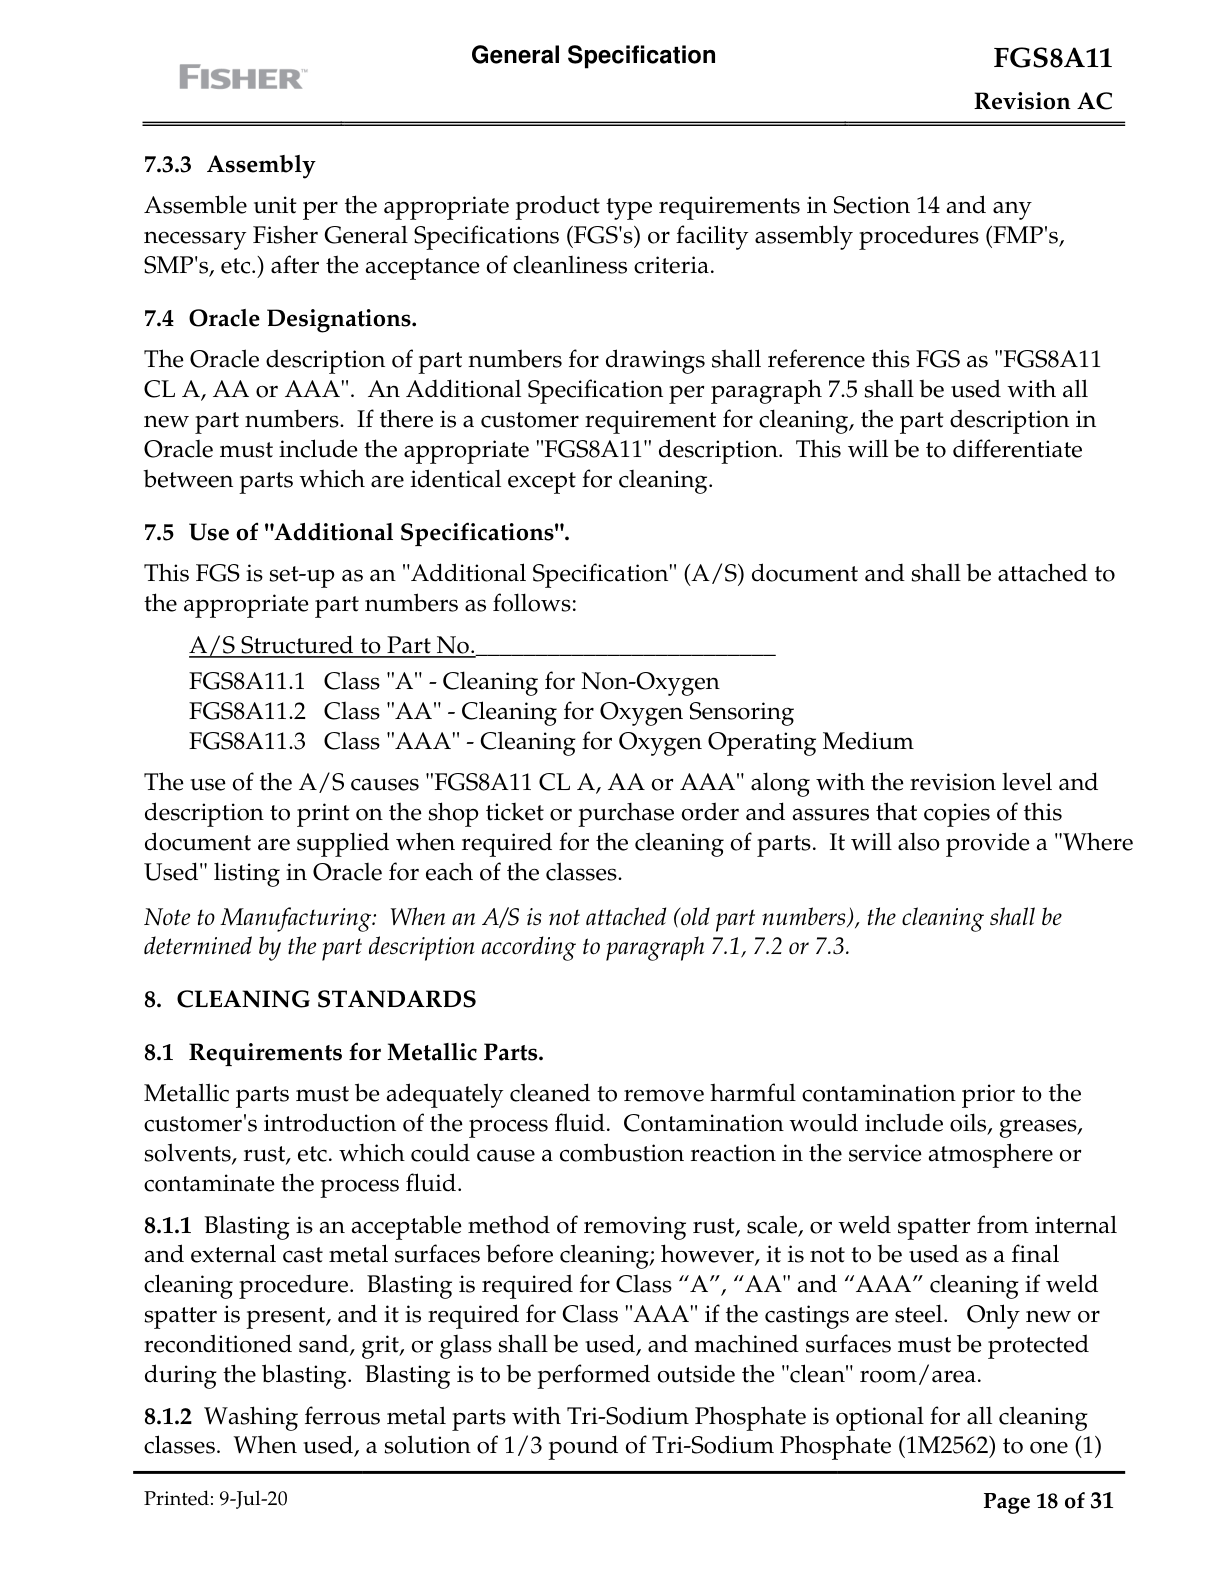 FISHER™
General Specification
FGS8A11
Revision AC
7.3.3 Assembly
Assemble unit per the appropriate product type requirements in Section 14 and any
necessary Fisher General Specifications (FGS's) or facility assembly procedures (FMP's,
SMP's, etc.) after the acceptance of cleanliness criteria.
7.4 Oracle Designations.
The Oracle description of part numbers for drawings shall reference this FGS as "FGS8A11
CL A, AA or AAA". An Additional Specification per paragraph 7.5 shall be used with all
new part numbers. If there is a customer requirement for cleaning, the part description in
Oracle must include the appropriate "FGS8A11" description. This will be to differentiate
between parts which are identical except for cleaning.
7.5 Use of "Additional Specifications".
This FGS is set-up as an "Additional Specification" (A/S) document and shall be attached to
the appropriate part numbers as follows:
A/S Structured to Part No.__________________________
FGS8A11.1 Class "A" - Cleaning for Non-Oxygen
FGS8A11.2 Class "AA" - Cleaning for Oxygen Sensoring
FGS8A11.3 Class "AAA" - Cleaning for Oxygen Operating Medium
The use of the A/S causes "FGS8A11 CL A, AA or AAA" along with the revision level and
description to print on the shop ticket or purchase order and assures that copies of this
document are supplied when required for the cleaning of parts. It will also provide a "Where
Used" listing in Oracle for each of the classes.
Note to Manufacturing: When an A/S is not attached (old part numbers), the cleaning shall be
determined by the part description according to paragraph 7.1, 7.2 or 7.3.
8. CLEANING STANDARDS
8.1 Requirements for Metallic Parts.
Metallic parts must be adequately cleaned to remove harmful contamination prior to the
customer's introduction of the process fluid. Contamination would include oils, greases,
solvents, rust, etc. which could cause a combustion reaction in the service atmosphere or
contaminate the process fluid.
8.1.1 Blasting is an acceptable method of removing rust, scale, or weld spatter from internal
and external cast metal surfaces before cleaning; however, it is not to be used as a final
cleaning procedure. Blasting is required for Class “A”, “AA" and “AAA” cleaning if weld
spatter is present, and it is required for Class "AAA" if the castings are steel. Only new or
reconditioned sand, grit, or glass shall be used, and machined surfaces must be protected
during the blasting. Blasting is to be performed outside the "clean" room/area.
8.1.2 Washing ferrous metal parts with Tri-Sodium Phosphate is optional for all cleaning
classes. When used, a solution of 1/3 pound of Tri-Sodium Phosphate (1M2562) to one (1)
Printed: 9-Jul-20
Page 18 of 31